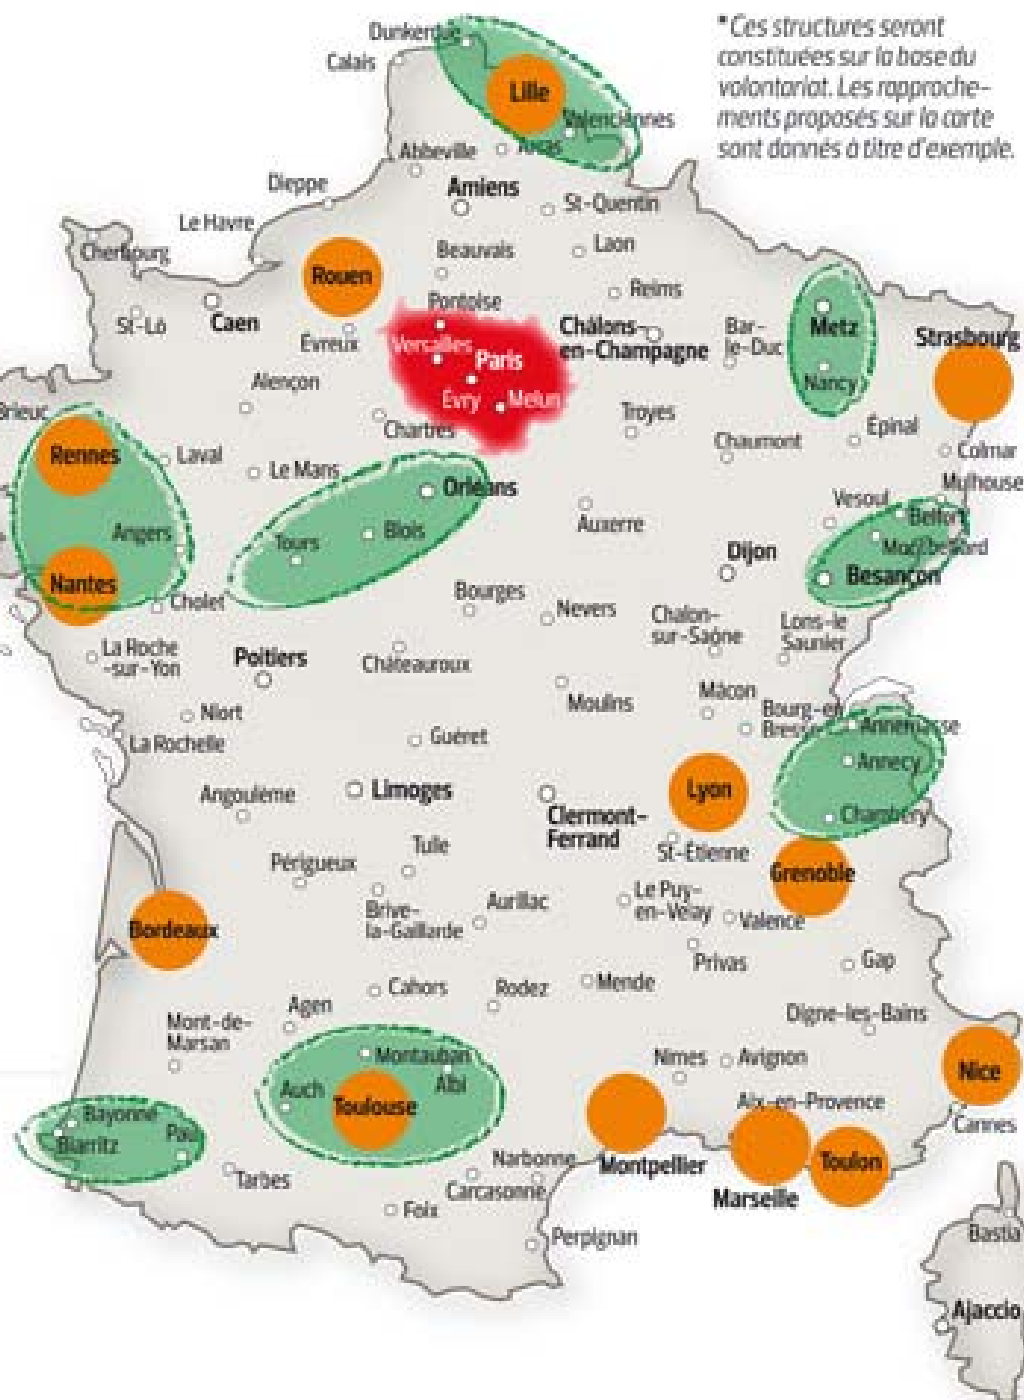 *Ces structures seront
constituées sur la base du
volontariat. Les rapproche-
ments proposés sur la carte
sont donnés à titre d'exemple.
Dunkerque
Calais
Lille
Valenciennes
Arras
Abbeville
Dieppe
Amiens
St-Quentin
Le Havre
Cherbourg
Beauvais
Laon
Rouen
Reims
Pontoise
St-Lô
Caen
Évreux
Versailles
Paris
Châlons-
en-Champagne
Bar-
le-Duc
Metz
Strasbourg
Evry
Melun
Nancy
Alençon
Brieuc
Chartres
Troyes
Épinal
Chaumont
Colmar
Rennes
Laval
Le Mans
Mulhouse
Orléans
Vesoul
Belfort
Auxerre
Angers
Tours
Blois
Dijon
Montbéliard
Besançon
Nantes
Cholet
Bourges
Nevers
Chalon-
sur-Saône
Lons-le
Saunier
La Roche
-sur-Yon
Poitiers
Châteauroux
Moulins
Mâcon
Bourg-en
Bresse
Niort
La Rochelle
Guéret
Annemasse
Annecy
Angoulême
Limoges
Clermont-
Ferrand
Lyon
Chambéry
Tulle
St-Étienne
Périgueux
Grenoble
Brive-
la-Gaillarde
Aurillac
Le Puy-
en-Velay
Valence
Bordeaux
Privas
Gap
Cahors
Rodez
Mende
Agen
Digne-les-Bains
Mont-de-
Marsan
Montauban
Nimes
Avignon
Nice
Auch
Albi
Toulouse
Aix-en-Provence
Bayonne
Biarritz
Pau
Cannes
Narbonne
Montpellier
Toulon
Tarbes
Carcasonne
Marseille
Foix
Perpignan
Bastia
Ajaccio